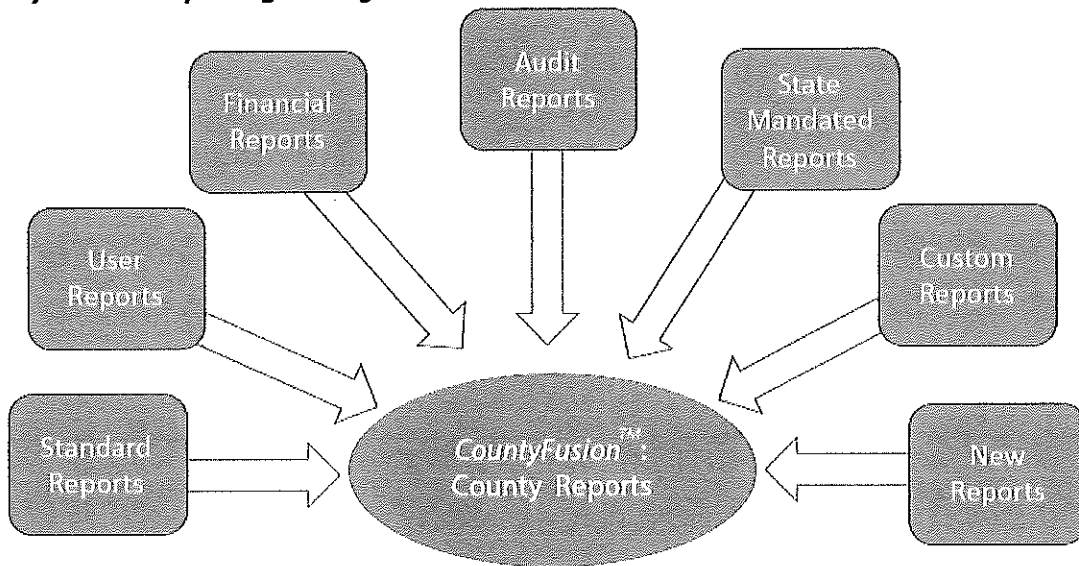 Audit
Reports
Financial
Reports
State
Mandated
Reports
User
Reports
Custom
Reports
Standard
Reports
CountyFusion™:
County Reports
New
Reports